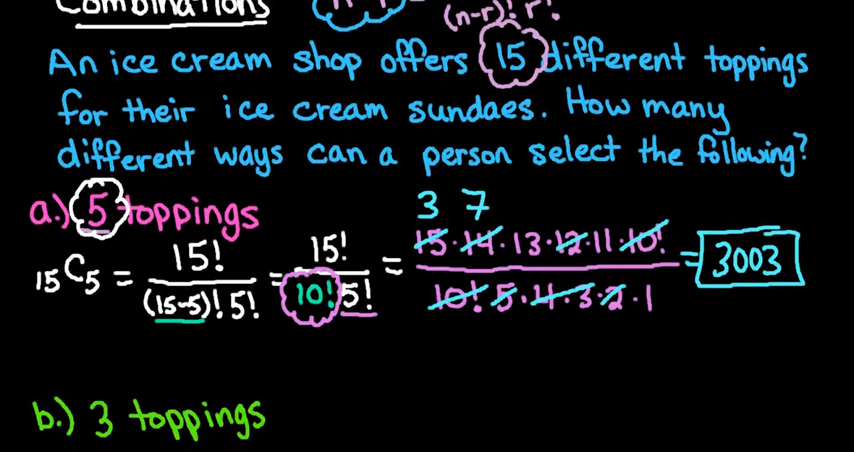 Combinations
(n-r)! r!
An ice cream shop offers 15 different toppings
for their ice cream sundaes. How many
different ways can a person select the following?
a.) 5 toppings
3 7
15C5 = 15! / (15-5)! 5! = 15! / 10! 5! = 15·14·13·12·11·10! / 10!·5·4·3·2·1 = 3003
b.) 3 toppings